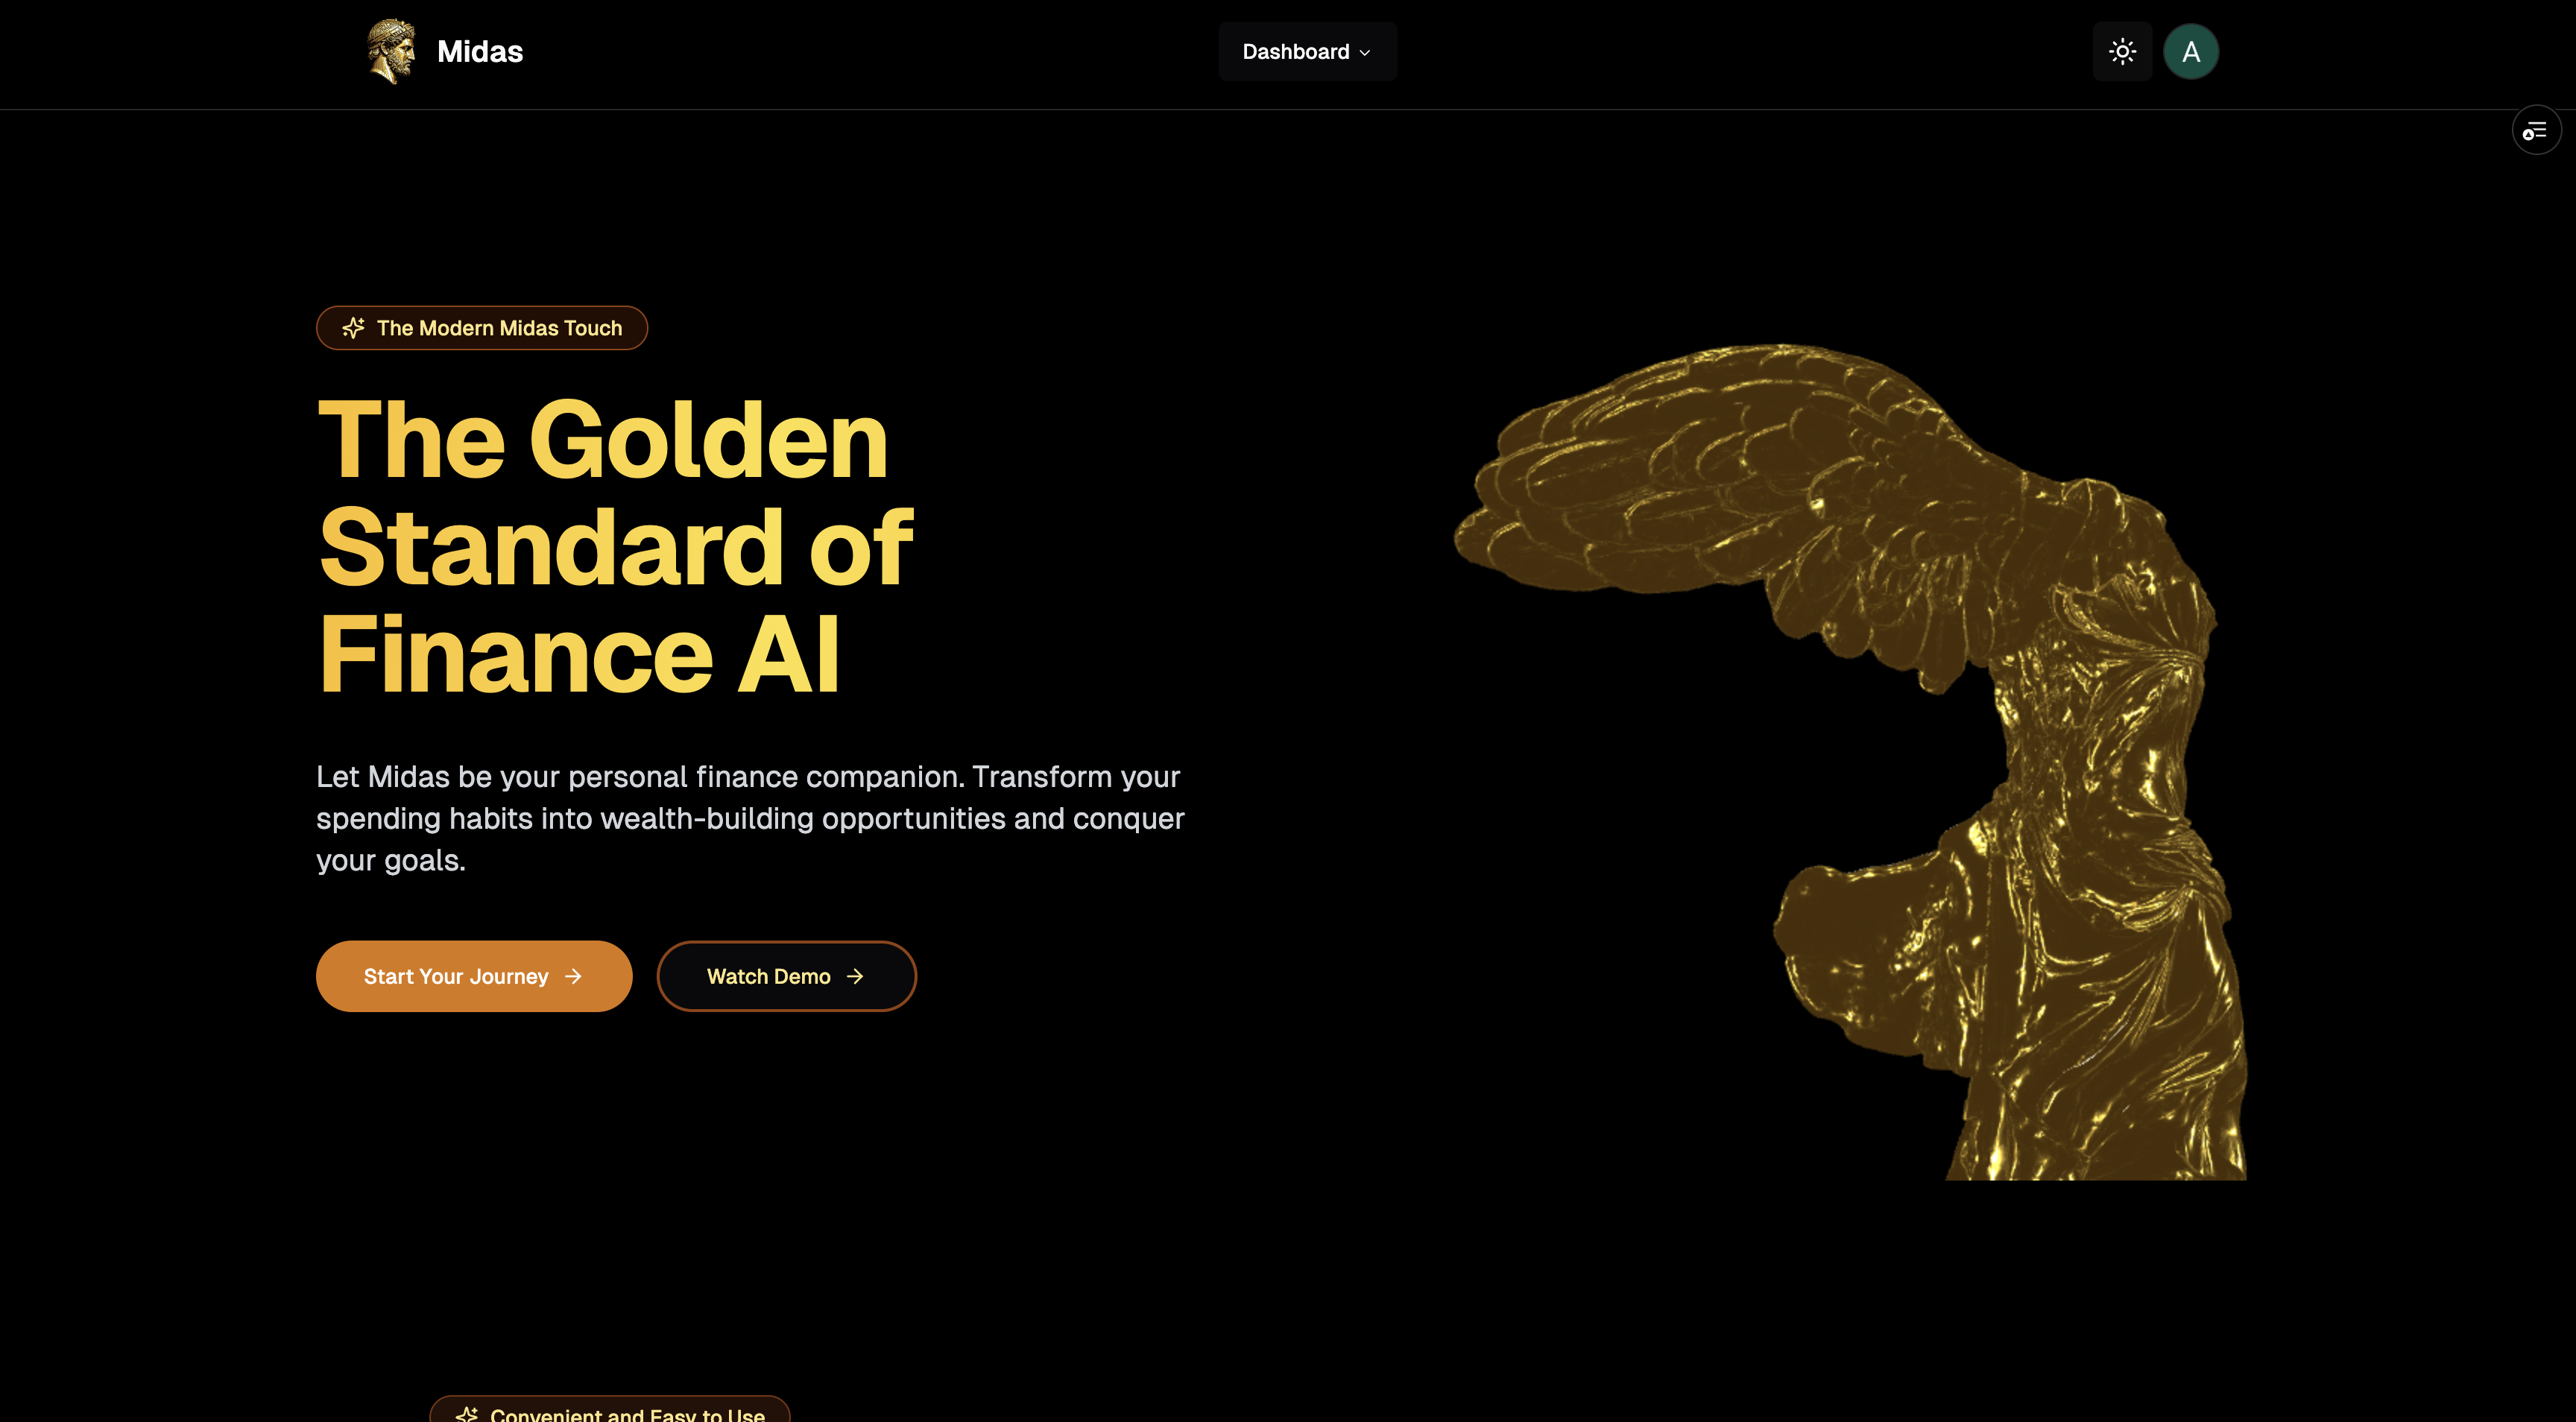 Midas
Dashboard
A
The Modern Midas Touch
The Golden
Standard of
Finance AI
Let Midas be your personal finance companion. Transform your
spending habits into wealth-building opportunities and conquer
your goals.
Start Your Journey
Watch Demo
Convenient and Easy to Use